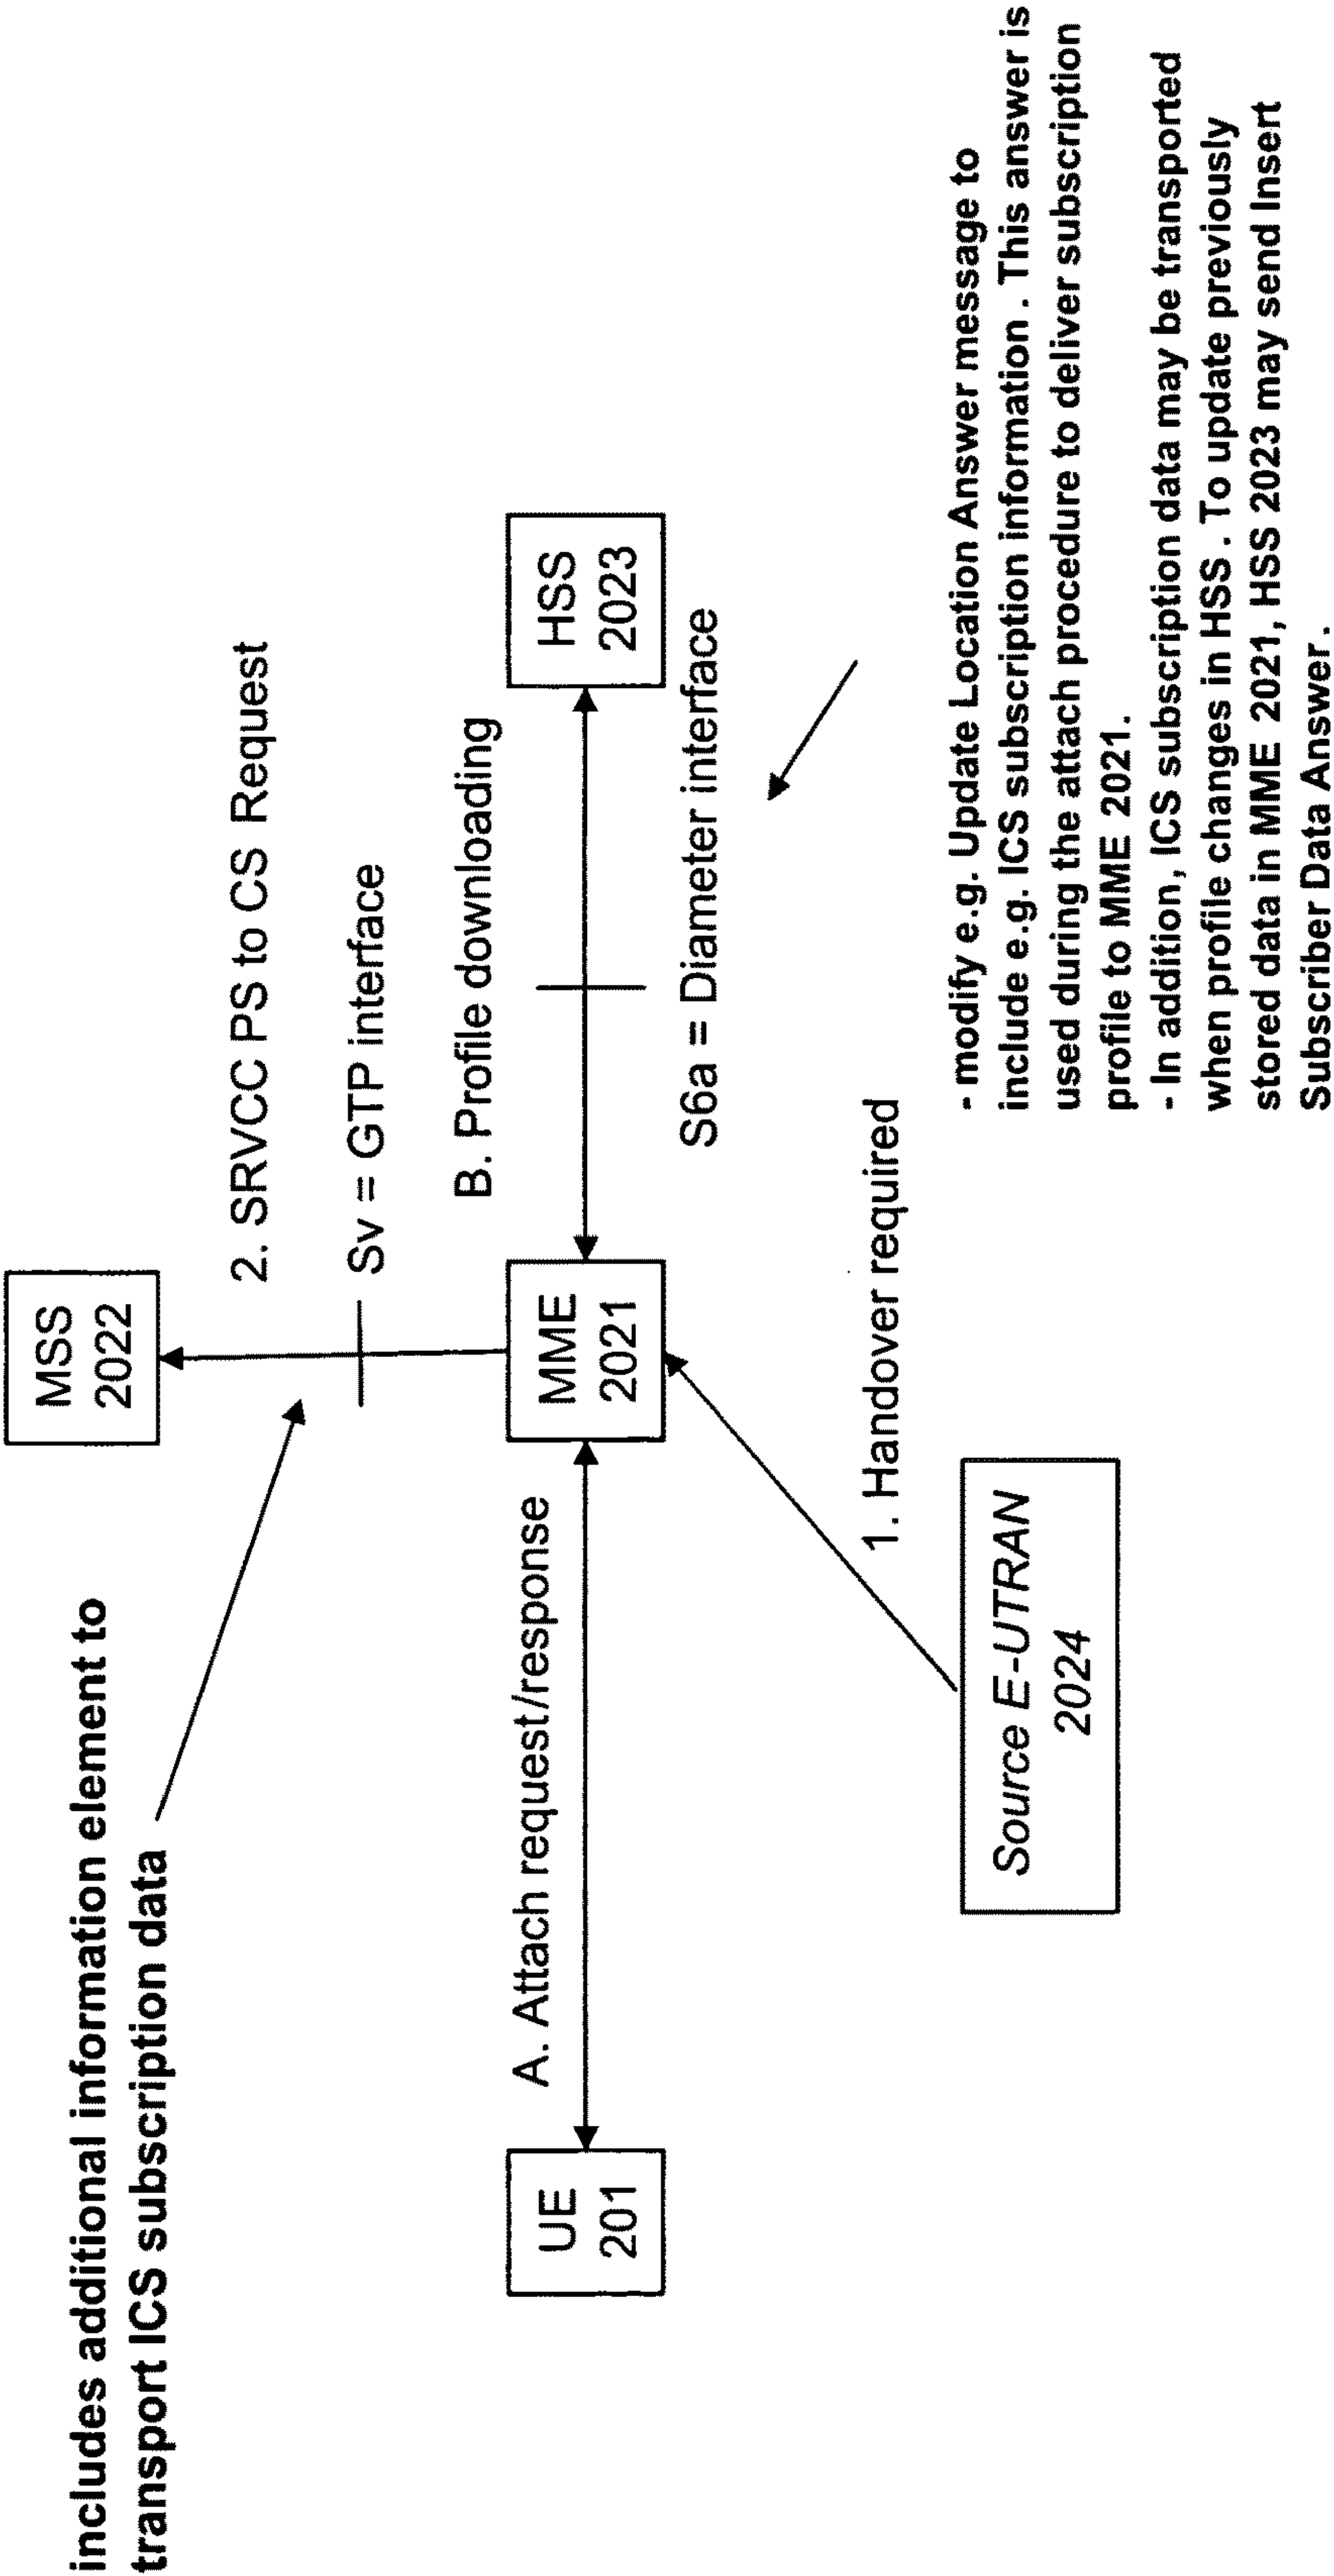 includes additional information element to
transport ICS subscription data
MSS
2022
2. SRVCC PS to CS Request
Sv = GTP interface
B. Profile downloading
A. Attach request/response
UE
201
MME
2021
HSS
2023
S6a = Diameter interface
1. Handover required
Source E-UTRAN
2024
- modify e.g. Update Location Answer message to
include e.g. ICS subscription information . This answer is
used during the attach procedure to deliver subscription
profile to MME 2021.
- In addition, ICS subscription data may be transported
when profile changes in HSS . To update previously
stored data in MME 2021, HSS 2023 may send Insert
Subscriber Data Answer.